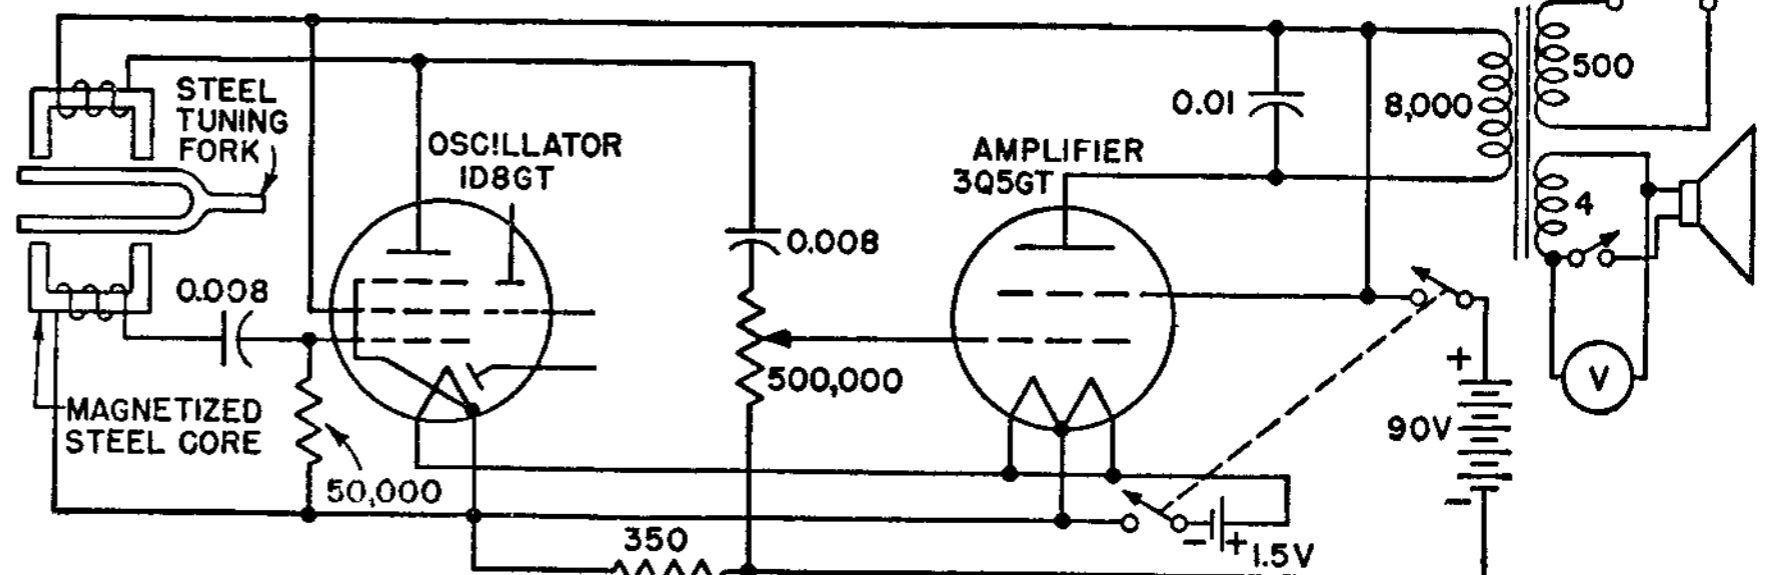 STEEL
TUNING
FORK
OSCILLATOR
1D8GT
AMPLIFIER
3Q5GT
0.01
8,000
500
4
0.008
0.008
500,000
MAGNETIZED
STEEL CORE
50,000
350
+
90V
-
V
- + 1.5V